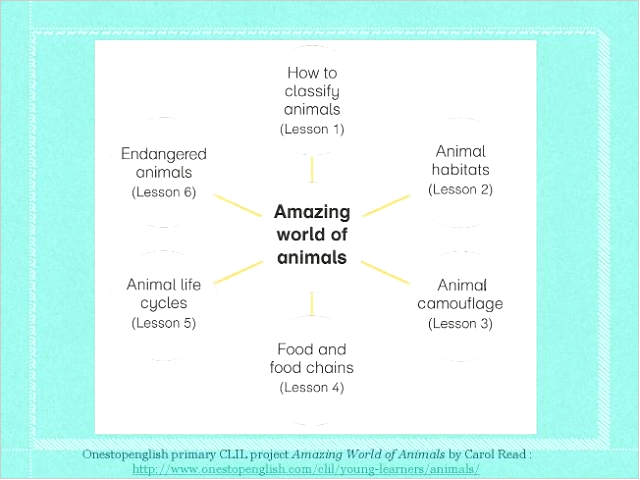 How to
classify
animals
(Lesson 1)
Animal
habitats
(Lesson 2)
Animal
camouflage
(Lesson 3)
Food and
food chains
(Lesson 4)
Animal life
cycles
(Lesson 5)
Endangered
animals
(Lesson 6)
Amazing
world of
animals
Onestopenglish primary CLIL project Amazing World of Animals by Carol Read :
http://www.onestopenglish.com/clil/young-learners/animals/